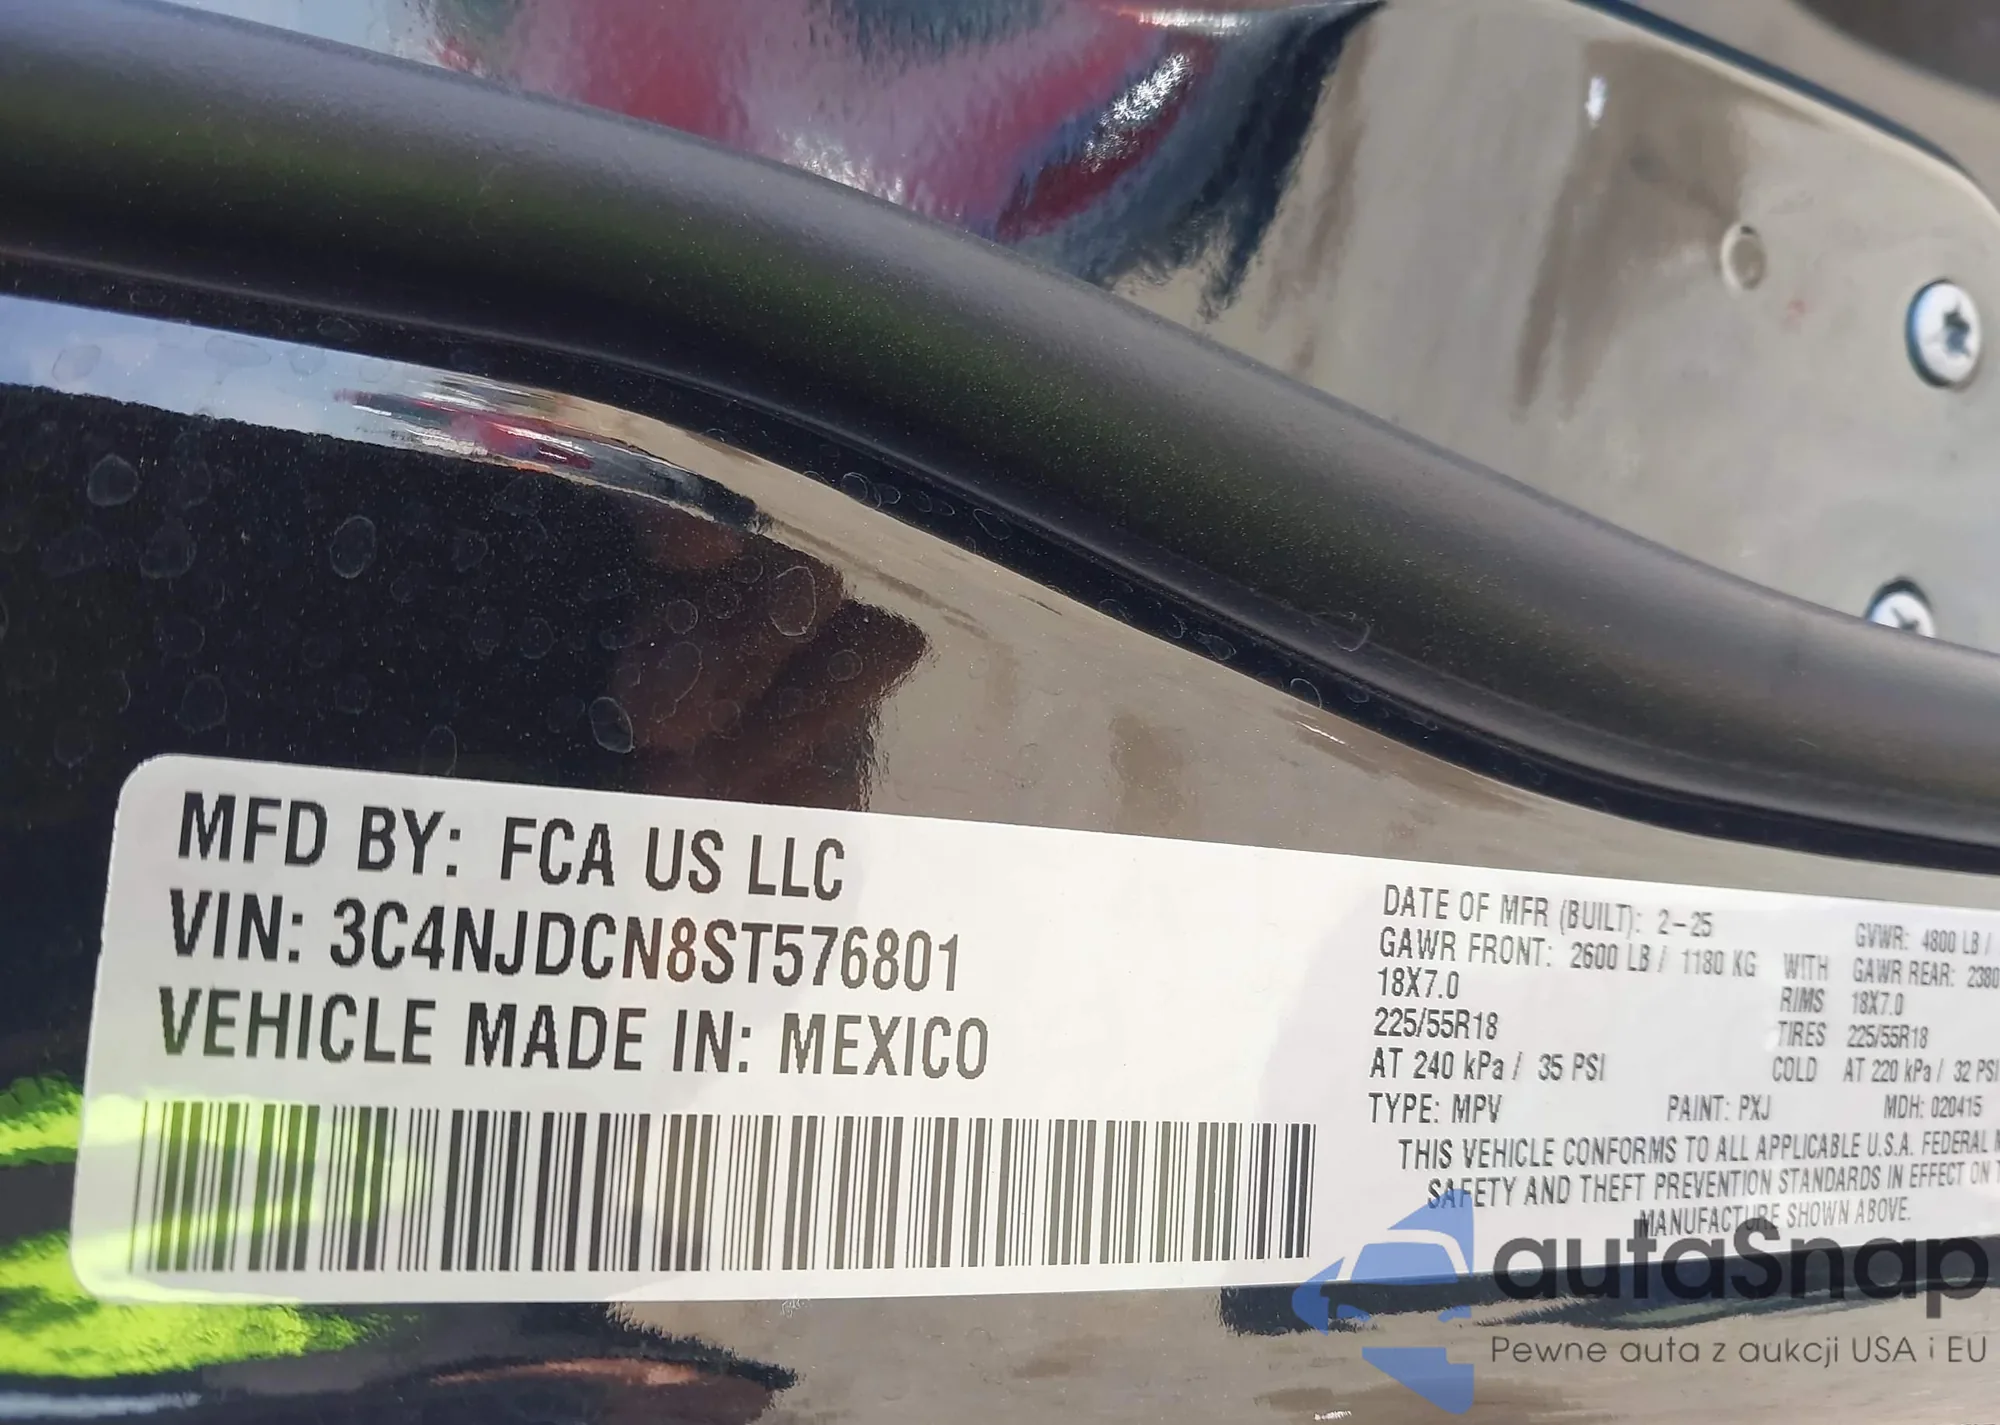 MFD BY: FCA US LLC
VIN: 3C4NJDCN8ST576801
VEHICLE MADE IN: MEXICO
DATE OF MFR (BUILT): 2-25 GVWR: 4800 LB /
GAWR FRONT: 2600 LB / 1180 KG WITH GAWR REAR: 2380
18X7.0 RIMS 18X7.0
225/55R18 TIRES 225/55R18
AT 240 kPa / 35 PSI COLD AT 220 kPa / 32 PSI
TYPE: MPV PAINT: PXJ MDH: 020415
THIS VEHICLE CONFORMS TO ALL APPLICABLE U.S.A. FEDERAL
SAFETY AND THEFT PREVENTION STANDARDS IN EFFECT ON
MANUFACTURE SHOWN ABOVE.
autaSnap
Pewne auta z aukcji USA i EU